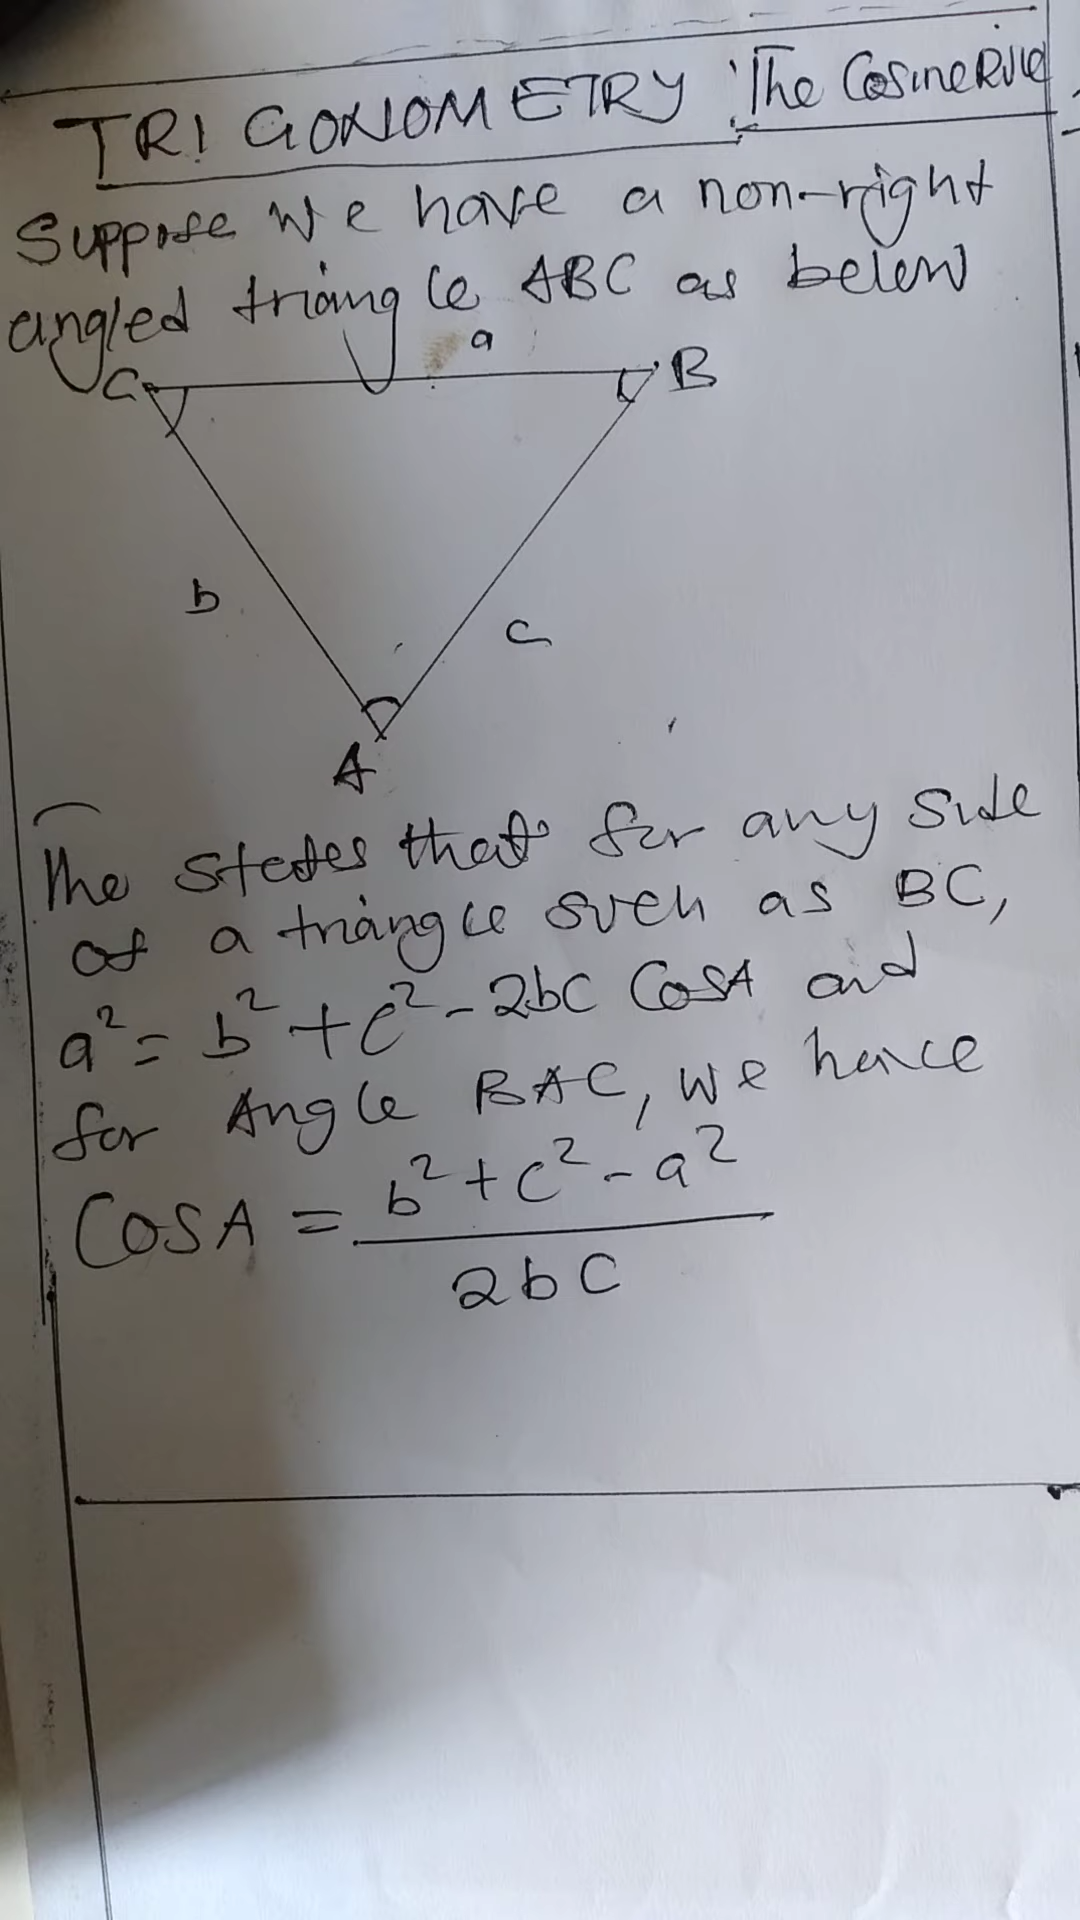 TRIGONOMETRY : The Cosine Rule
Suppose we have a non-right
angled triangle ABC as below
a
C B
b
c
A
The states that for any side
of a triangle such as BC,
a² = b² + c² - 2bc CosA and
for Angle BAC, we hence
CosA = b² + c² - a²
2bc